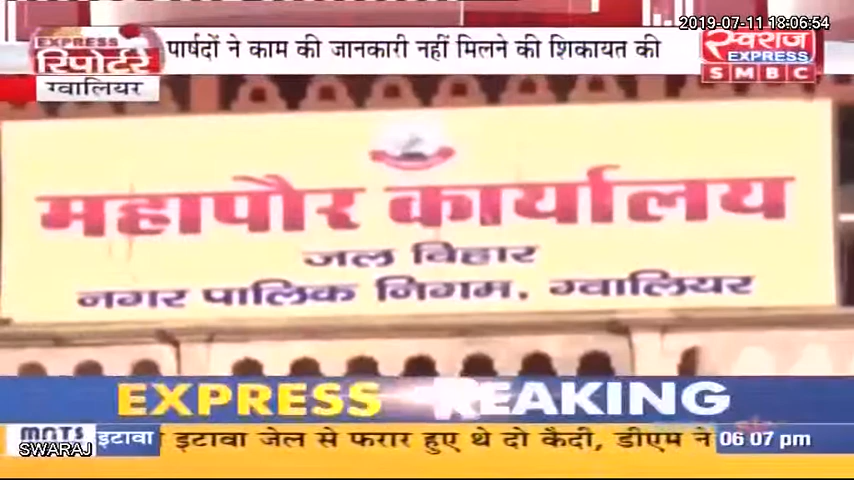 2019-07-11 18:06:54
EXPRESS
रिपोर्टर
ग्वालियर
पार्षदों ने काम की जानकारी नहीं मिलने की शिकायत की
स्वराज
EXPRESS
SMBC
महापौर कार्यालय
जल विहार
नगर पालिक निगम, ग्वालियर
EXPRESS REAKING
SWARAJ
इटावा
इटावा जेल से फरार हुए थे दो कैदी, डीएम ने
06:07 pm